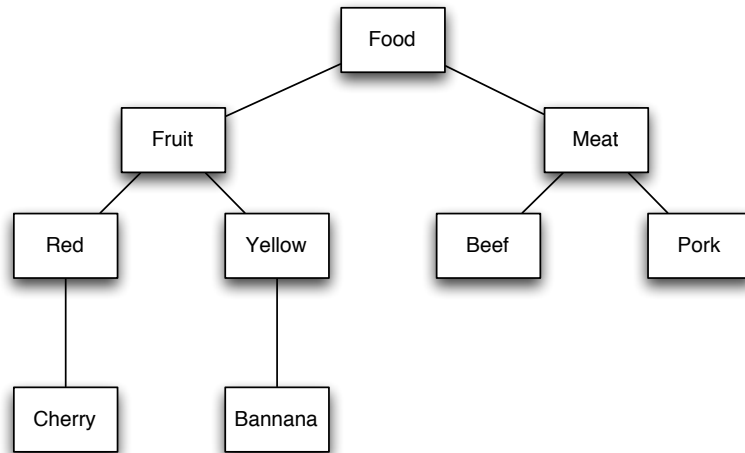 Food
Fruit
Meat
Red
Yellow
Beef
Pork
Cherry
Bannana